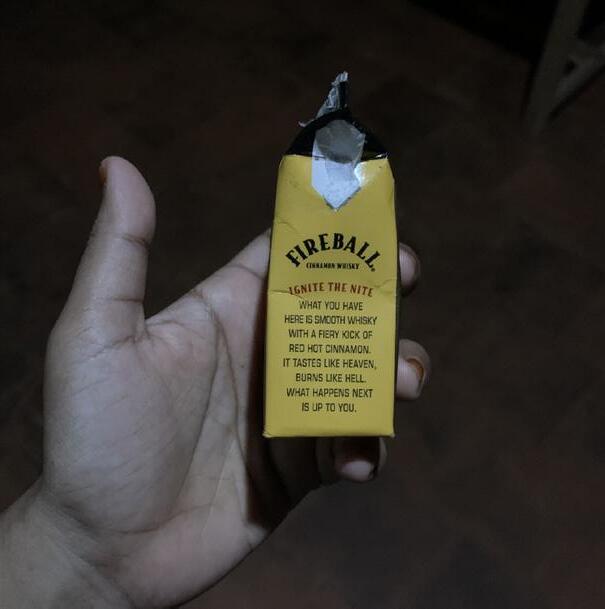 FIREBALL
CINNAMON WHISKY
IGNITE THE NITE
WHAT YOU HAVE
HERE IS SMOOTH WHISKY
WITH A FIERY KICK OF
RED HOT CINNAMON.
IT TASTES LIKE HEAVEN,
BURNS LIKE HELL.
WHAT HAPPENS NEXT
IS UP TO YOU.